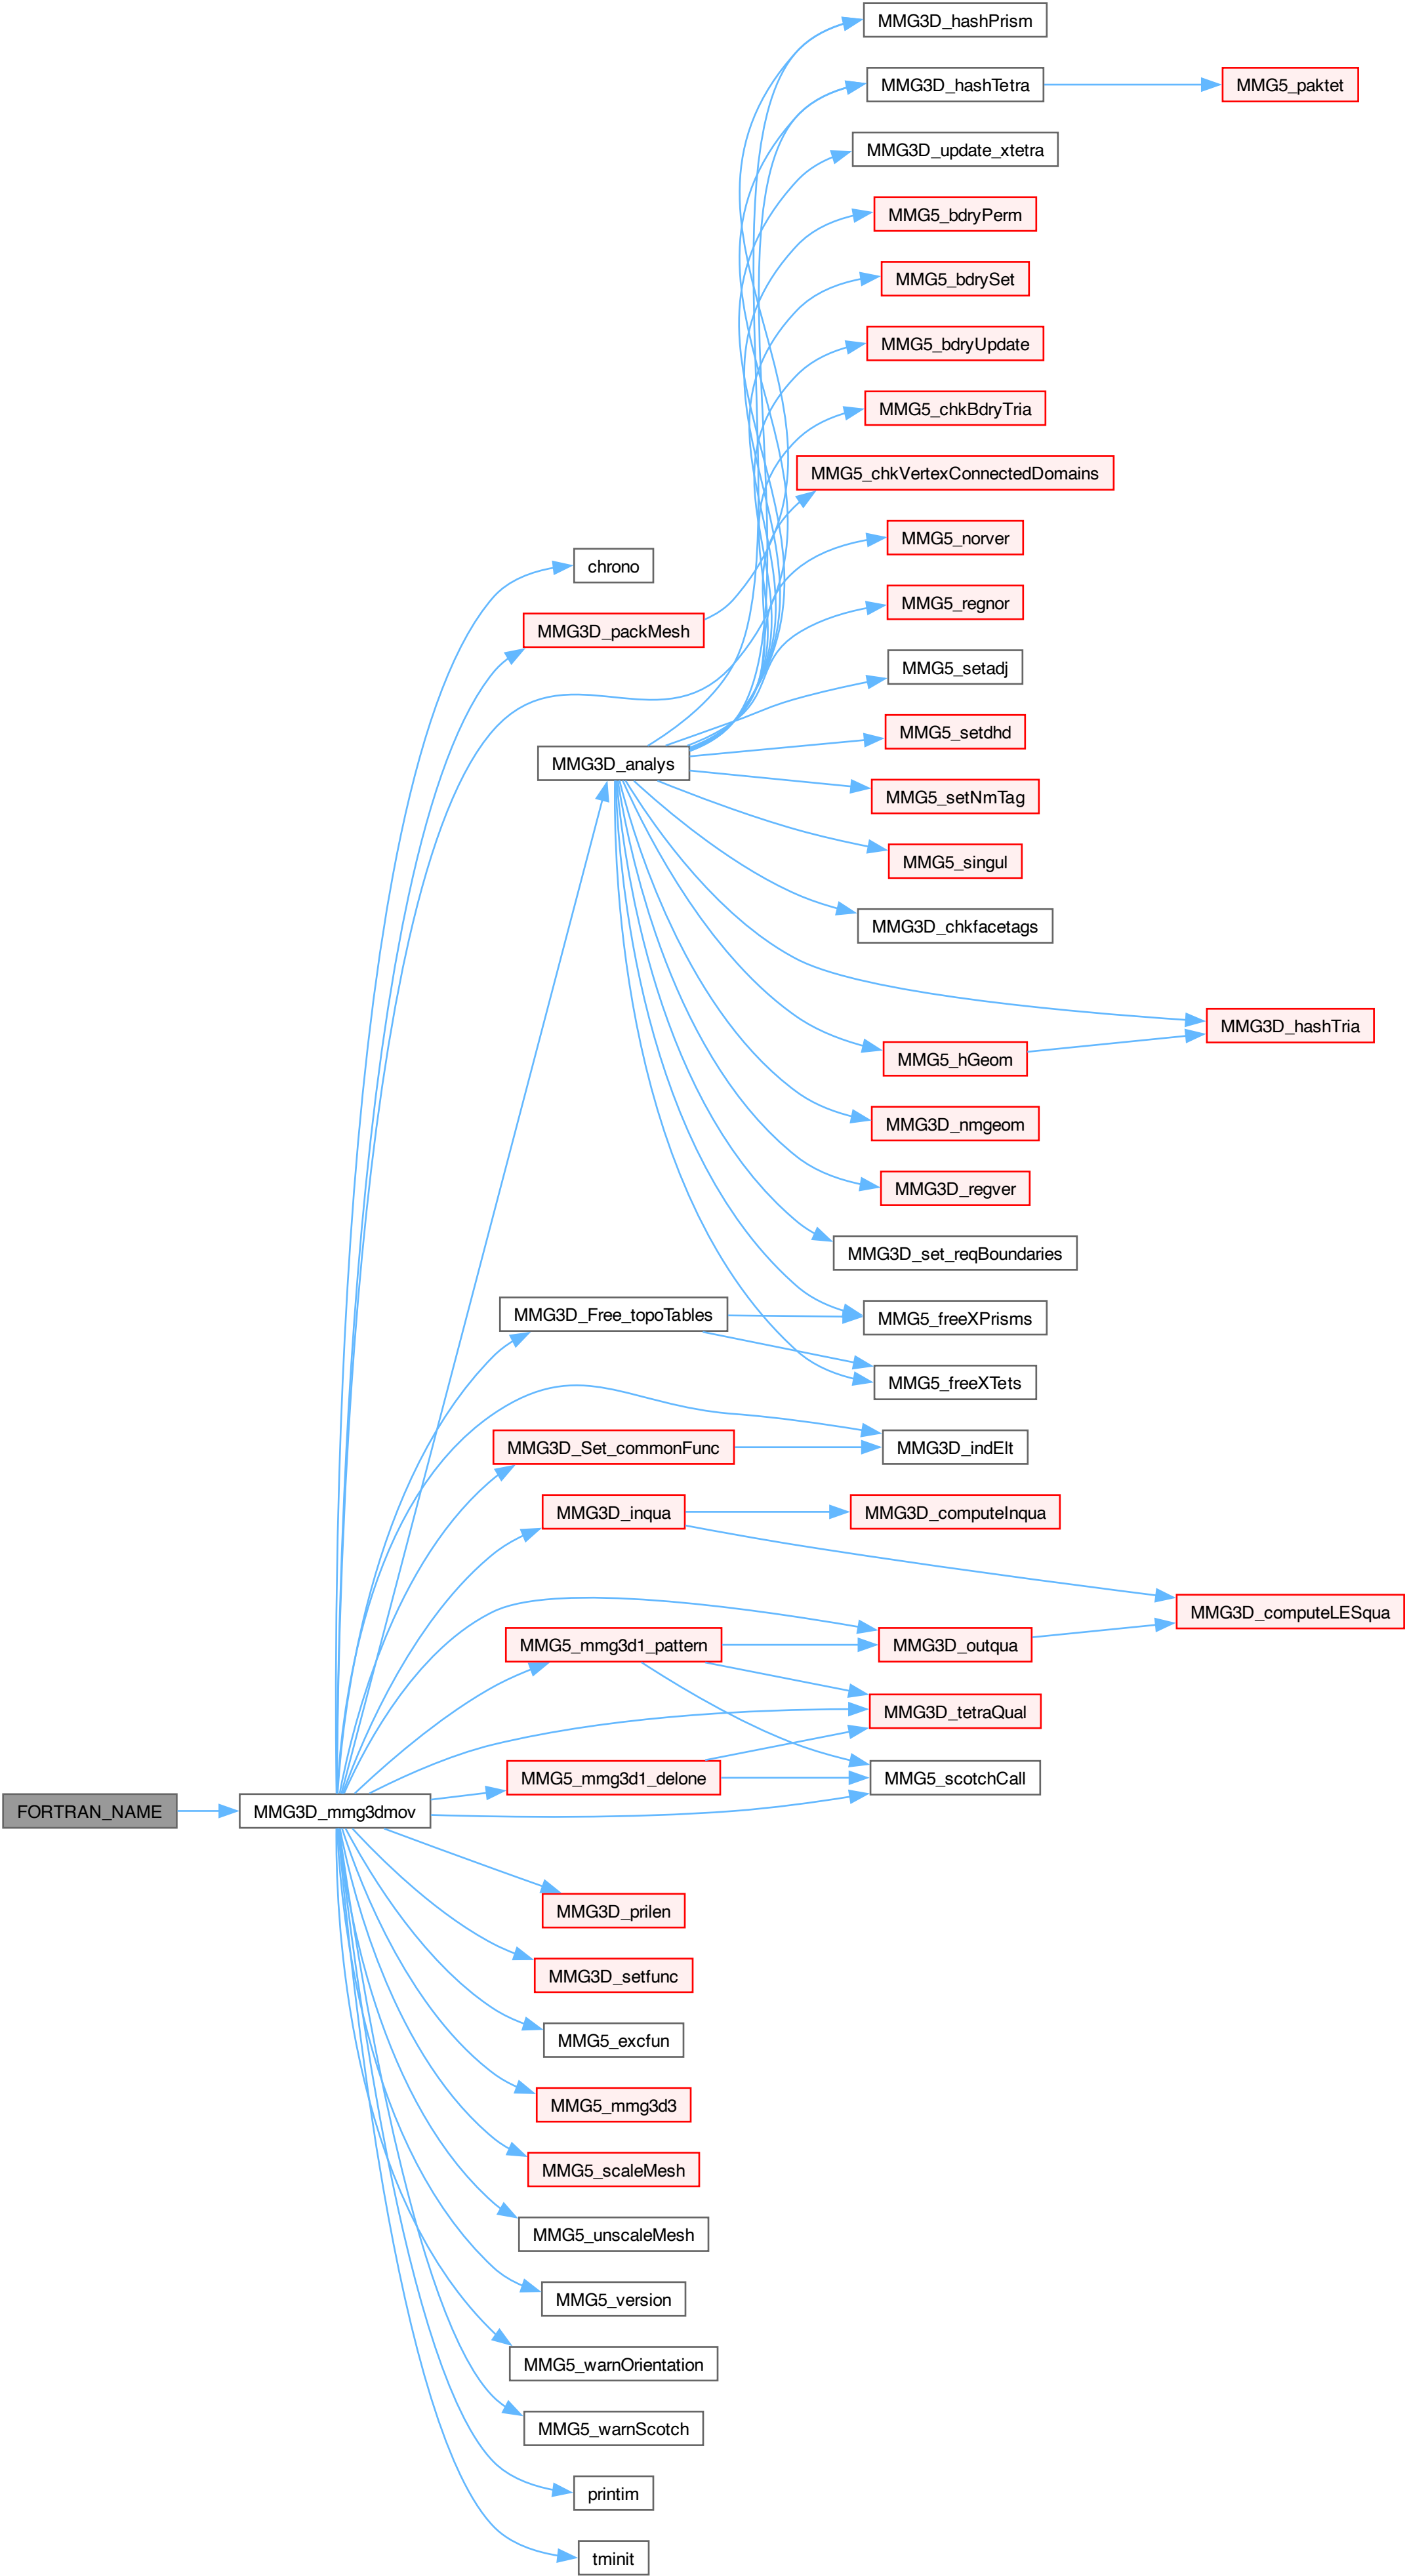 MMG3D_hashPrism
MMG3D_hashTetra
MMG5_paktet
MMG3D_update_xtetra
MMG5_bdryPerm
MMG5_bdrySet
MMG5_bdryUpdate
MMG5_chkBdryTria
MMG5_chkVertexConnectedDomains
MMG5_norver
chrono
MMG5_regnor
MMG3D_packMesh
MMG5_setadj
MMG5_setdhd
MMG3D_analys
MMG5_setNmTag
MMG5_singul
MMG3D_chkfacetags
MMG3D_hashTria
MMG5_hGeom
MMG3D_nmgeom
MMG3D_regver
MMG3D_set_reqBoundaries
MMG3D_Free_topoTables
MMG5_freeXPrisms
MMG5_freeXTets
MMG3D_Set_commonFunc
MMG3D_indElt
MMG3D_inqua
MMG3D_computeInqua
MMG3D_computeLESqua
MMG5_mmg3d1_pattern
MMG3D_outqua
MMG3D_tetraQual
MMG5_mmg3d1_delone
MMG5_scotchCall
FORTRAN_NAME
MMG3D_mmg3dmov
MMG3D_prilen
MMG3D_setfunc
MMG5_excfun
MMG5_mmg3d3
MMG5_scaleMesh
MMG5_unscaleMesh
MMG5_version
MMG5_warnOrientation
MMG5_warnScotch
printim
tminit